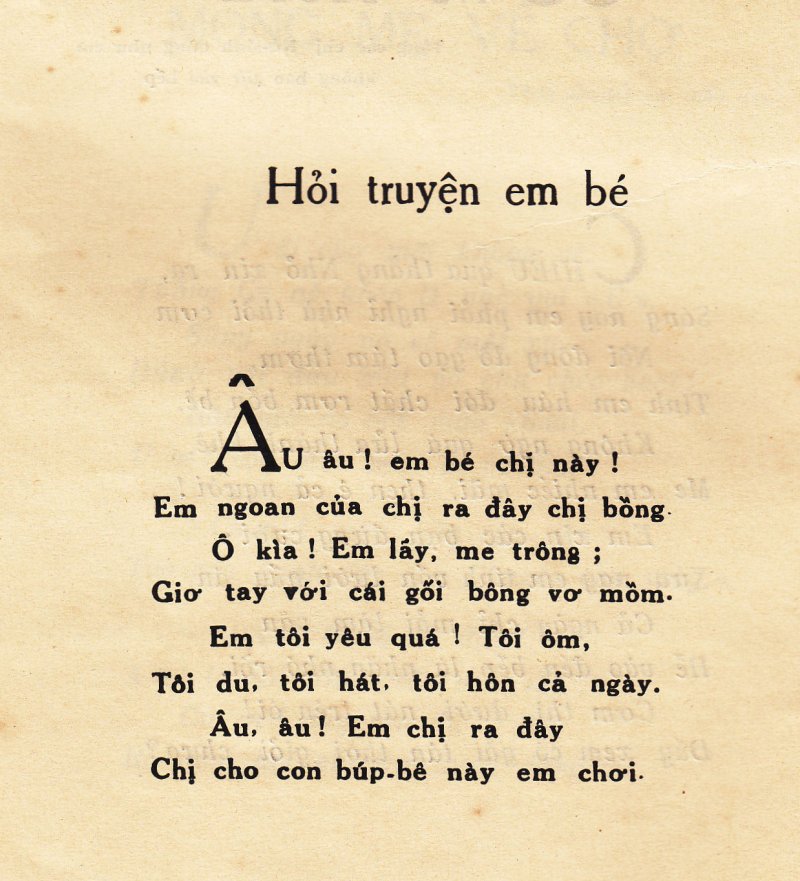 Hỏi truyện em bé
ÂU âu ! em bé chị này !
Em ngoan của chị ra đây chị bồng.
Ô kìa ! Em láy, me trông ;
Giơ tay với cái gối bông vơ mồm.
Em tôi yêu quá ! Tôi ôm,
Tôi du, tôi hát, tôi hôn cả ngày.
Âu, âu ! Em chị ra đây
Chị cho con búp-bê này em chơi.